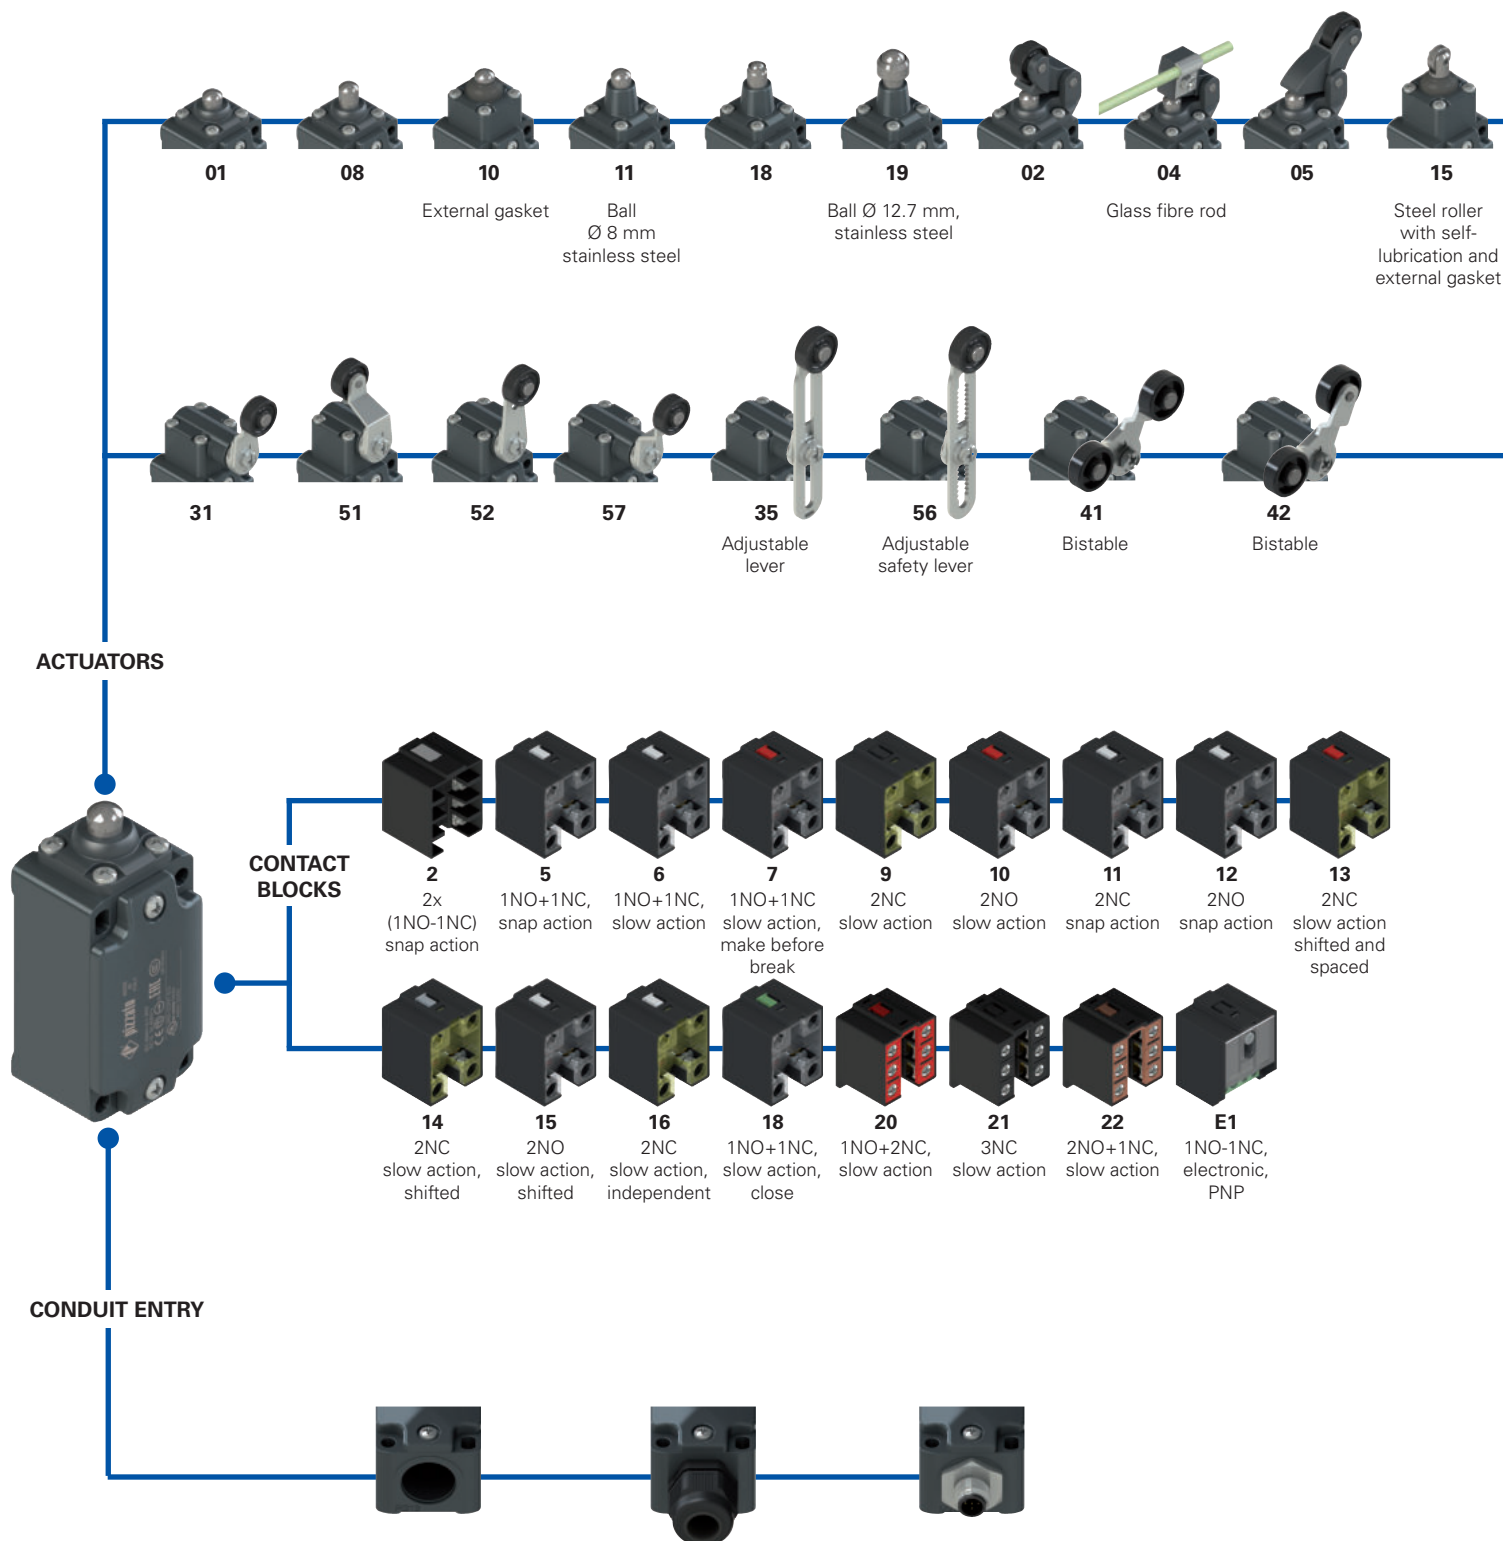 01
08
10
11
18
19
02
04
05
15
External gasket
Ball
Ø 8 mm
stainless steel
Ball Ø 12.7 mm,
stainless steel
Glass fibre rod
Steel roller
with self-
lubrication and
external gasket
31
51
52
57
35
56
41
42
Adjustable
lever
Adjustable
safety lever
Bistable
Bistable
ACTUATORS
CONTACT
BLOCKS
2
2x
(1NO-1NC)
snap action
5
1NO+1NC,
snap action
6
1NO+1NC,
slow action
7
1NO+1NC
slow action,
make before
break
9
2NC
slow action
10
2NO
slow action
11
2NC
snap action
12
2NO
snap action
13
2NC
slow action
shifted and
spaced
14
2NC
slow action,
shifted
15
2NO
slow action,
shifted
16
2NC
slow action,
independent
18
1NO+1NC,
slow action,
close
20
1NO+2NC,
slow action
21
3NC
slow action
22
2NO+1NC,
slow action
E1
1NO-1NC,
electronic,
PNP
pizzato
CONDUIT ENTRY